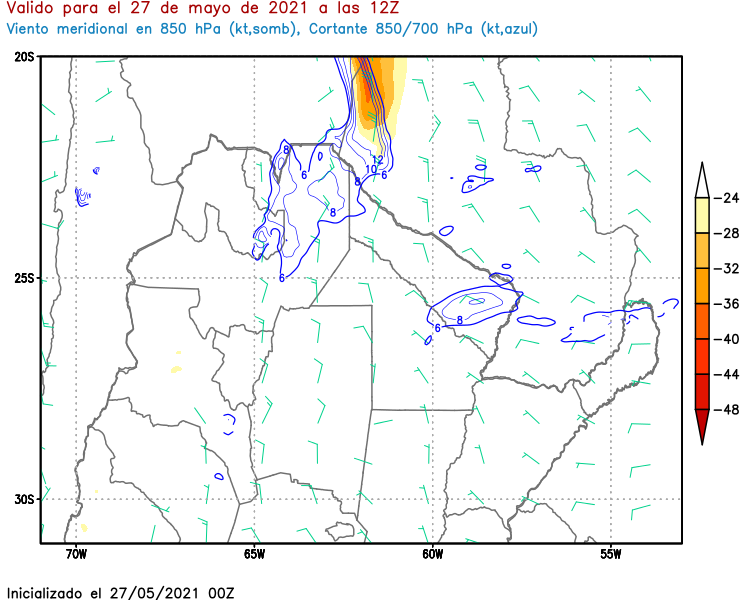 Valido para el 27 de mayo de 2021 a las 12Z
Viento meridional en 850 hPa (kt,somb), Cortante 850/700 hPa (kt,azul)
20S
25S
30S
70W 65W 60W 55W
8
6
8
6
12
10
6
8
6
8
-24
-28
-32
-36
-40
-44
-48
Inicializado el 27/05/2021 00Z